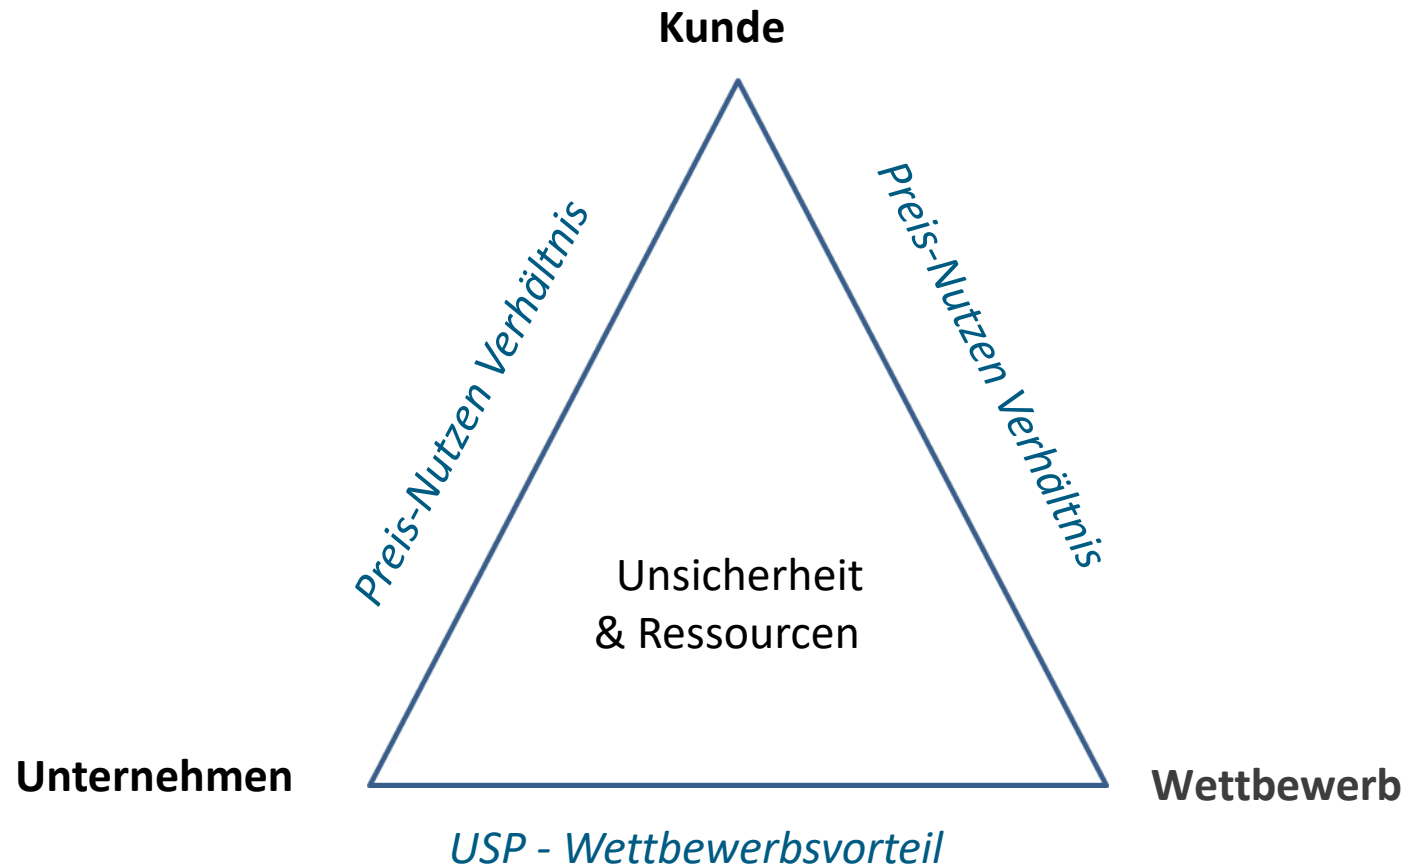 Kunde
Preis-Nutzen Verhältnis
Preis-Nutzen Verhältnis
Unsicherheit
& Ressourcen
Unternehmen
Wettbewerb
USP - Wettbewerbsvorteil